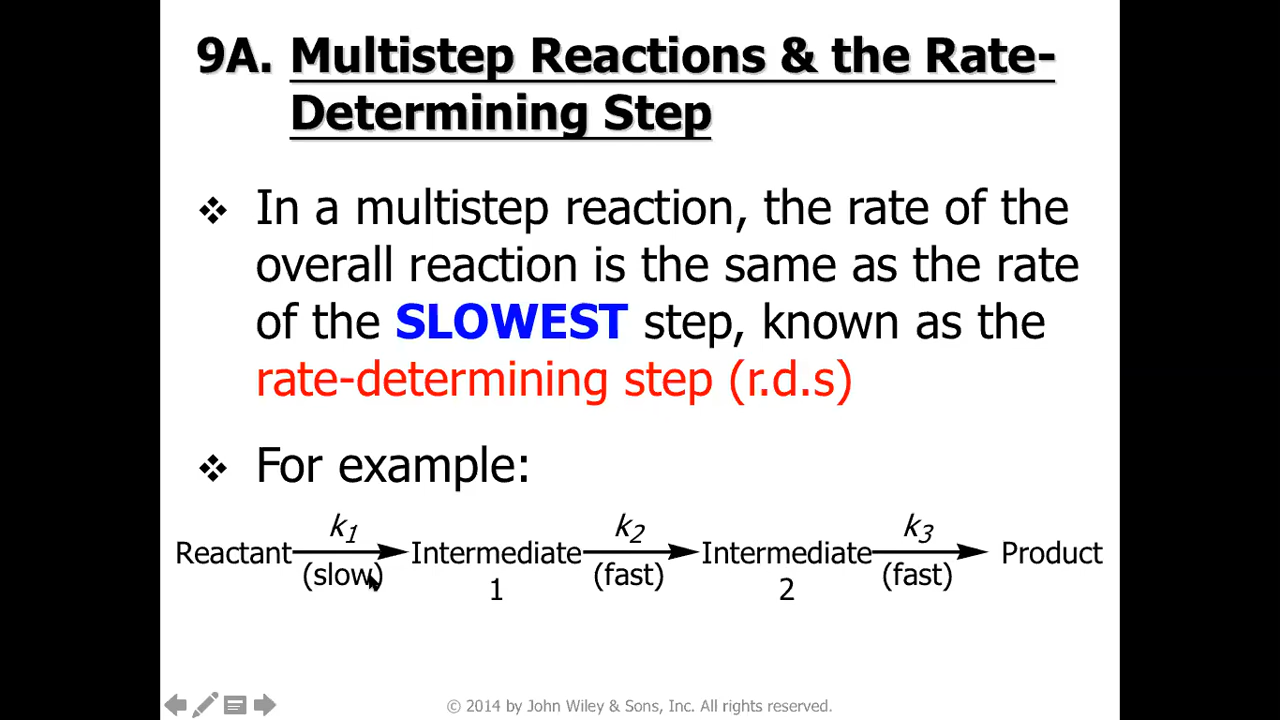 9A. Multistep Reactions & the Rate-
Determining Step
❖ In a multistep reaction, the rate of the
overall reaction is the same as the rate
of the SLOWEST step, known as the
rate-determining step (r.d.s)
❖ For example:
k1 k2 k3
Reactant Intermediate Intermediate Product
(slow) (fast) (fast)
1 2
© 2014 by John Wiley & Sons, Inc. All rights reserved.